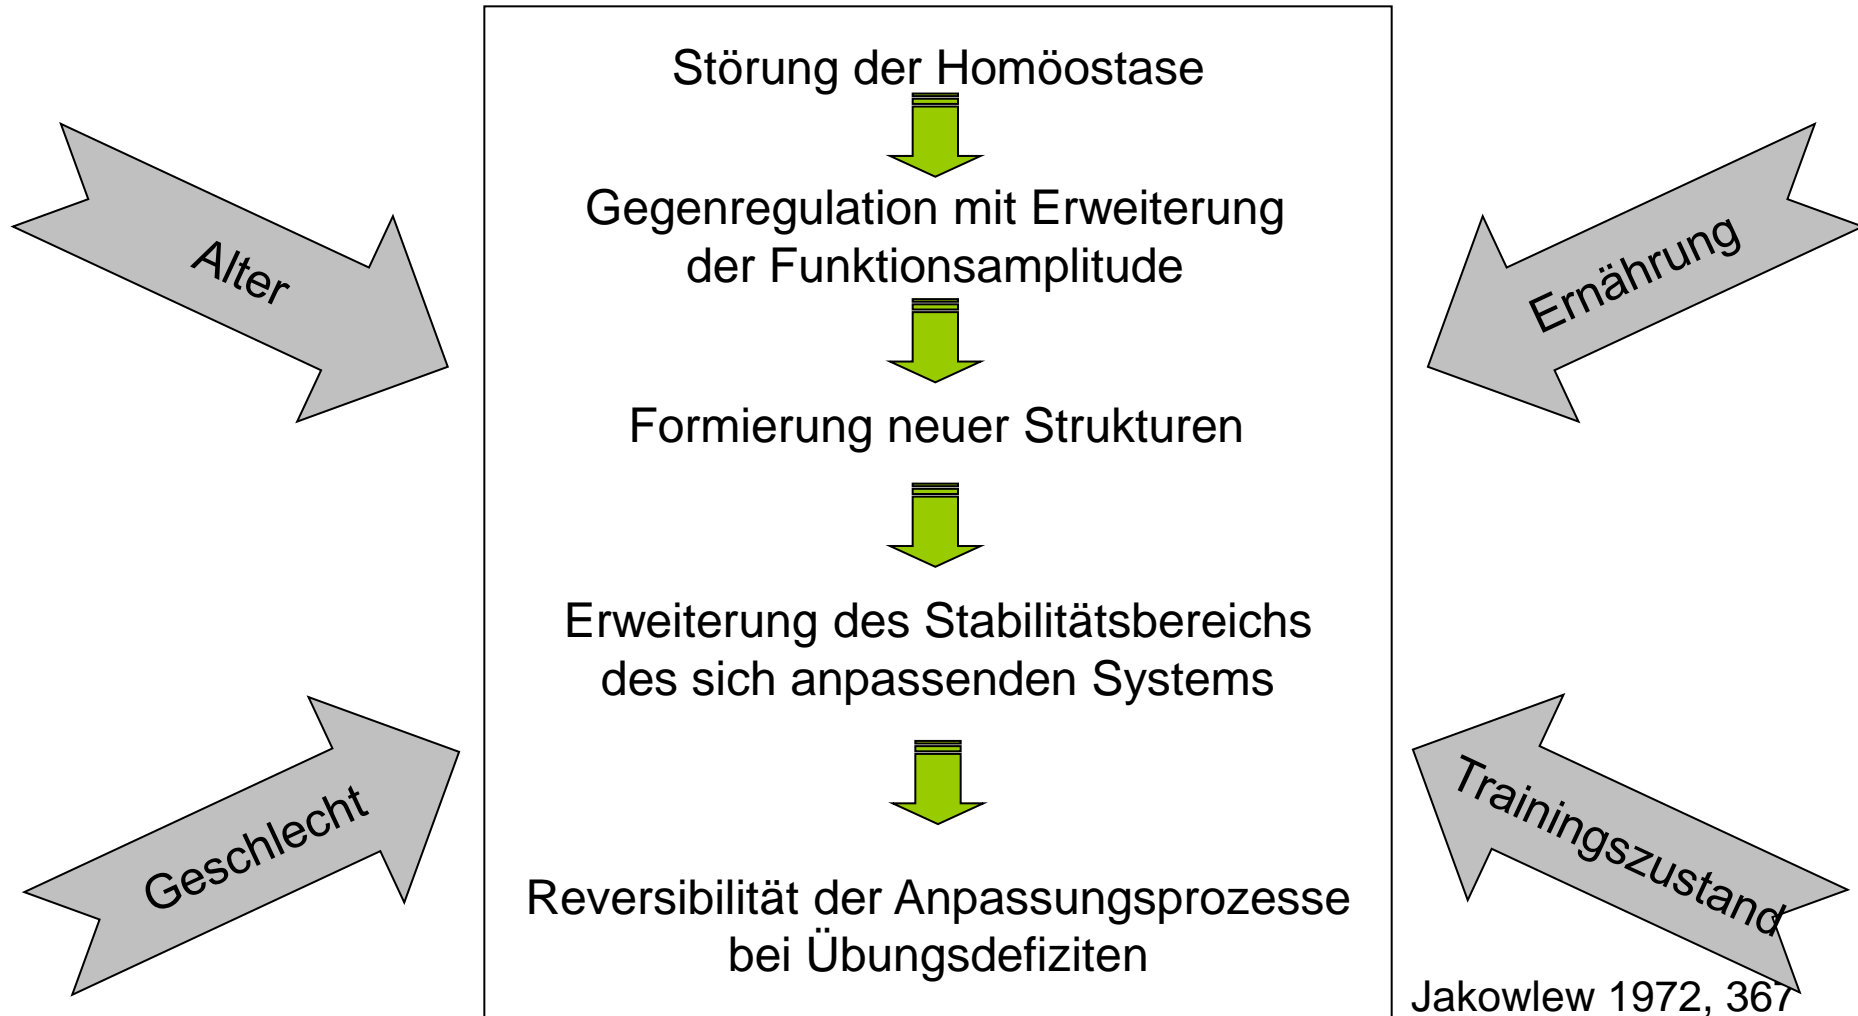 Störung der Homöostase
Gegenregulation mit Erweiterung
der Funktionsamplitude
Formierung neuer Strukturen
Erweiterung des Stabilitätsbereichs
des sich anpassenden Systems
Reversibilität der Anpassungsprozesse
bei Übungsdefiziten
Alter
Ernährung
Geschlecht
Trainingszustand
Jakowlew 1972, 367